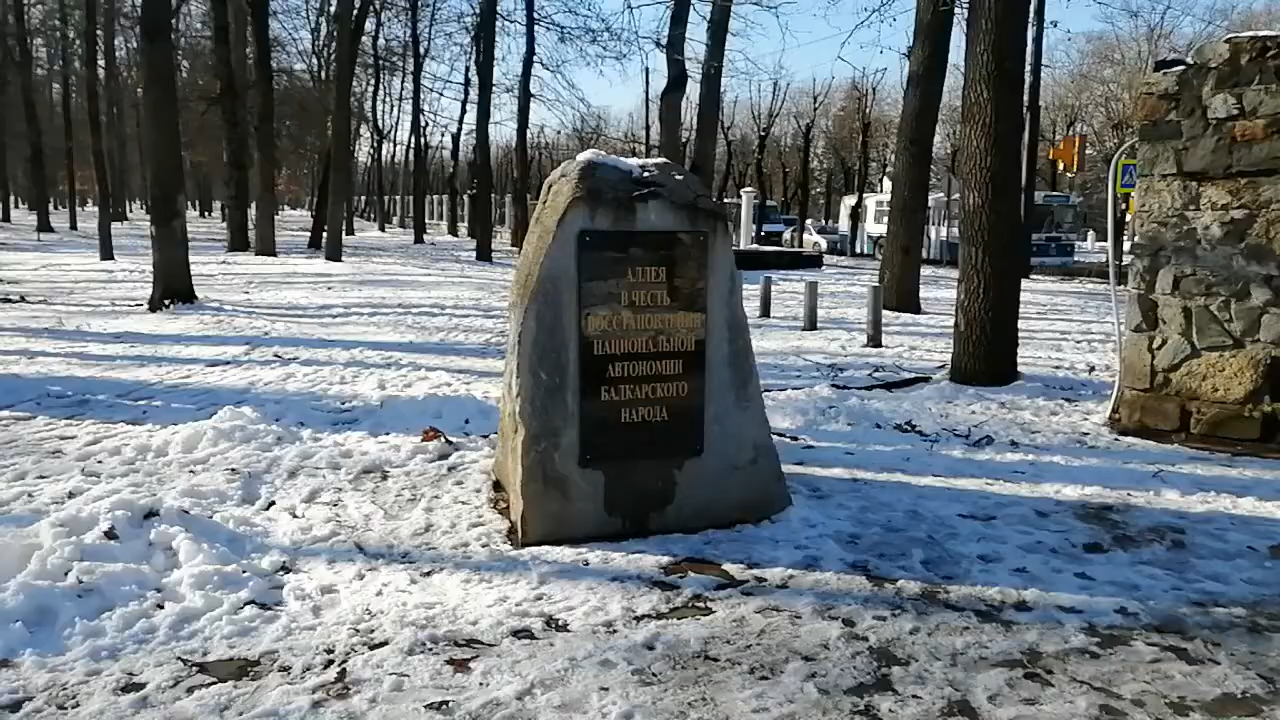 АЛЛЕЯ
В ЧЕСТЬ
ВОССТАНОВЛЕНИЯ
НАЦИОНАЛЬНОЙ
АВТОНОМИИ
БАЛКАРСКОГО
НАРОДА